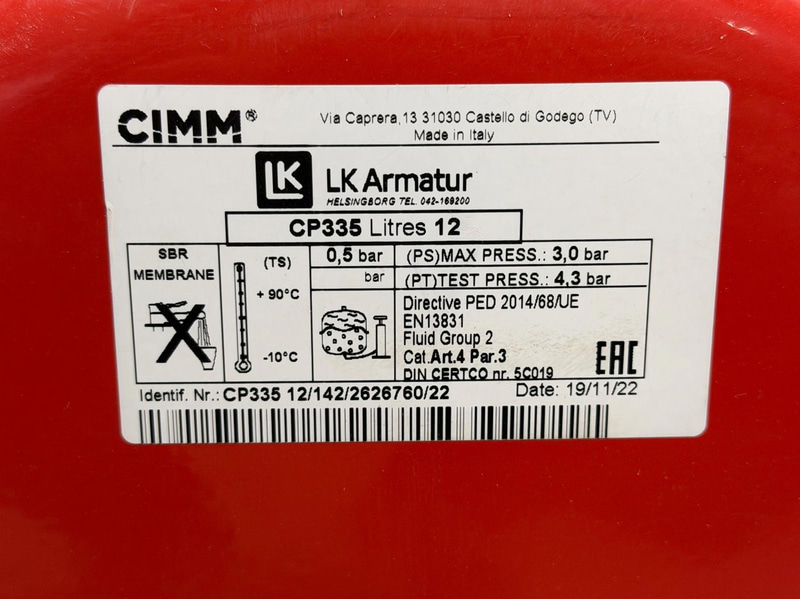 CIMM®
Via Caprera,13 31030 Castello di Godego (TV)
Made in Italy
LK
LK Armatur
HELSINGBORG TEL. 042-169200
CP335 Litres 12
SBR
MEMBRANE
(TS)
+ 90°C
-10°C
0,5 bar
bar
(PS)MAX PRESS.: 3,0 bar
(PT)TEST PRESS.: 4,3 bar
Directive PED 2014/68/UE
EN13831
Fluid Group 2
Cat.Art.4 Par.3
DIN CERTCO nr. 5C019
EAC
Identif. Nr.: CP335 12/142/2626760/22
Date: 19/11/22